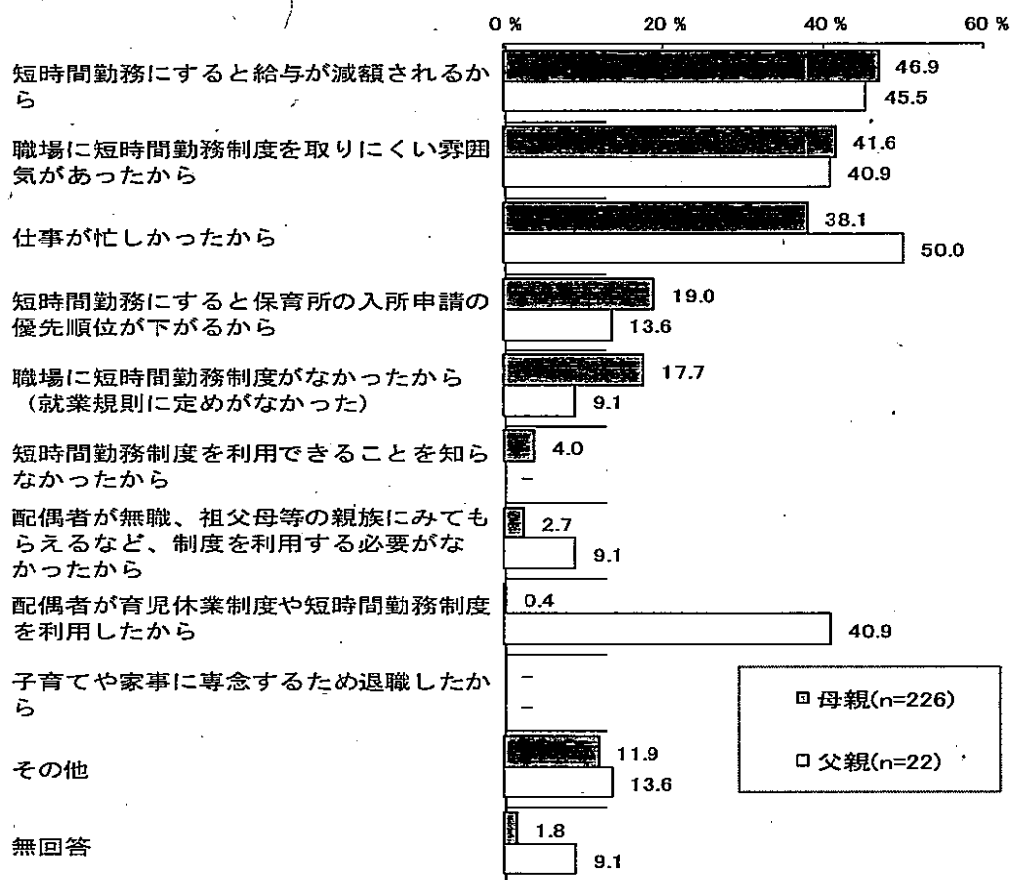 0 % 20 % 40 % 60 %
短時間勤務にすると給与が減額されるか
ら
46.9
45.5
職場に短時間勤務制度を取りにくい雰囲
気があったから
41.6
40.9
仕事が忙しかったから
38.1
50.0
短時間勤務にすると保育所の入所申請の
優先順位が下がるから
19.0
13.6
職場に短時間勤務制度がなかったから
（就業規則に定めがなかった）
17.7
9.1
短時間勤務制度を利用できることを知ら
なかったから
4.0
–
配偶者が無職、祖父母等の親族にみても
らえるなど、制度を利用する必要がな
かったから
2.7
9.1
配偶者が育児休業制度や短時間勤務制度
を利用したから
0.4
40.9
子育てや家事に専念するため退職したか
ら
–
–
その他
11.9
13.6
無回答
1.8
9.1
母親(n=226)
父親(n=22)